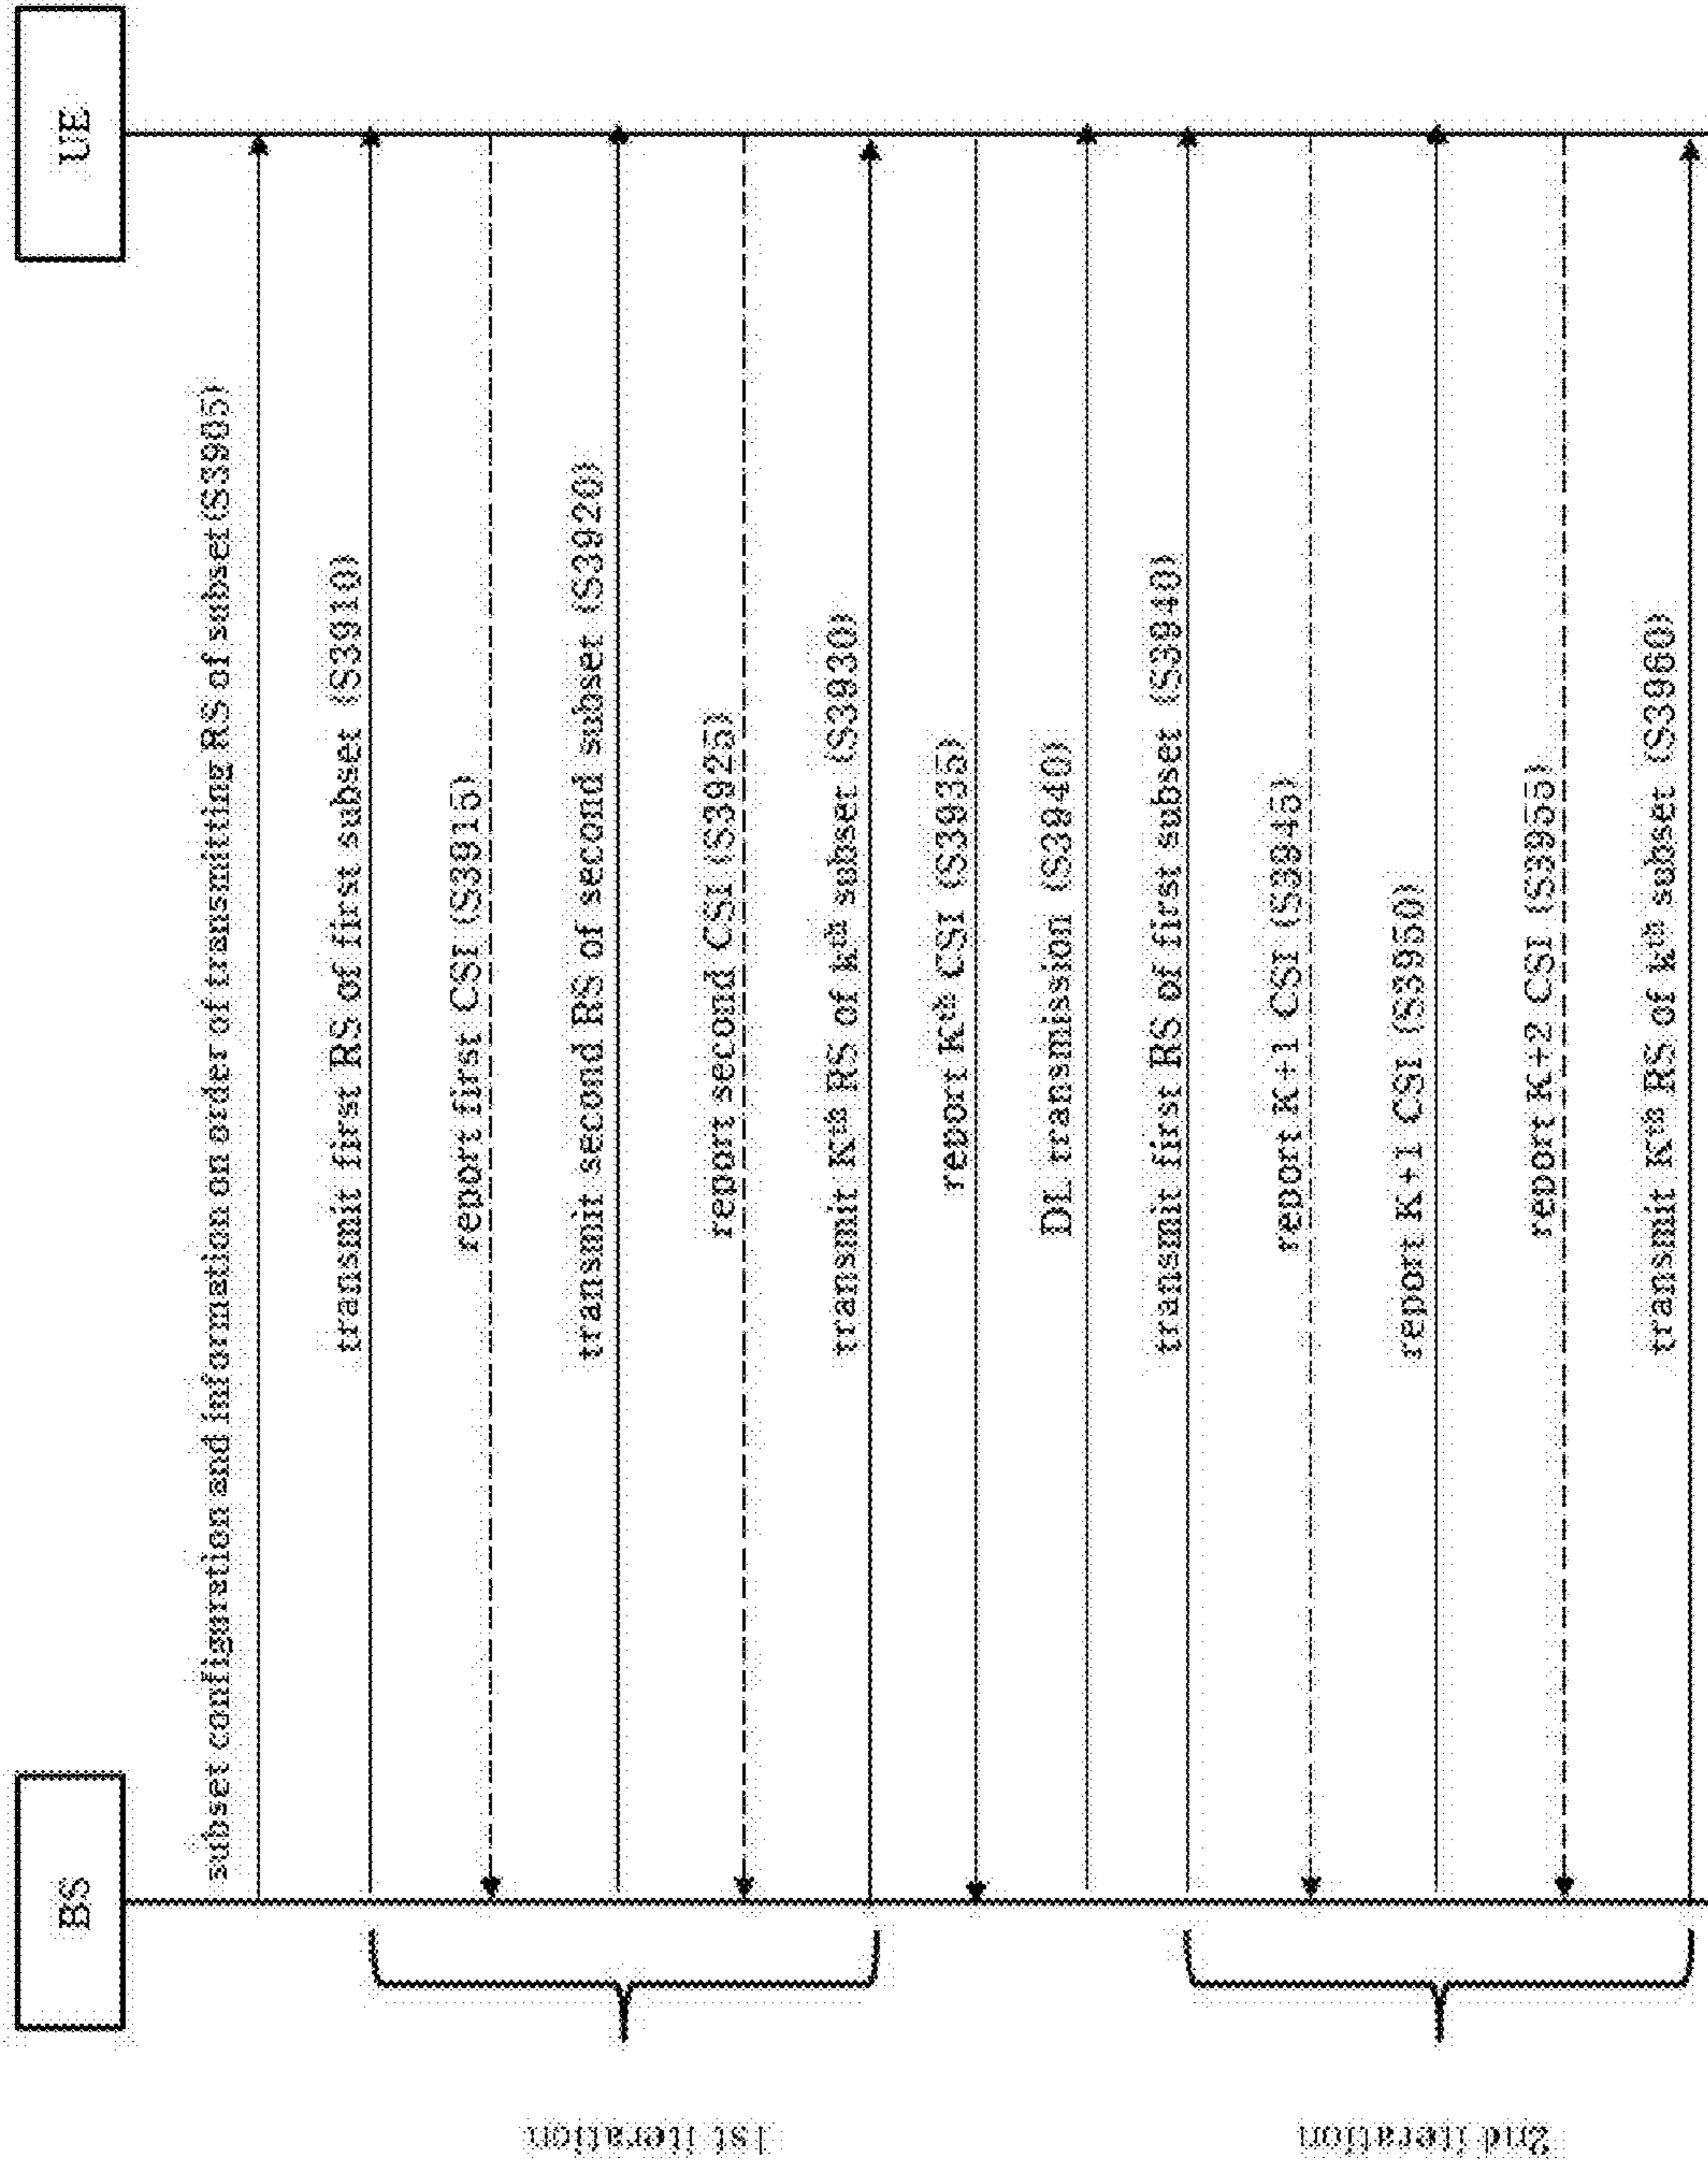 BS
UE
subset configuration and information on order of transmitting RS of subset (S3905)
transmit first RS of first subset (S3910)
report first CSI (S3915)
transmit second RS of second subset (S3920)
report second CSI (S3925)
transmit Kth RS of kth subset (S3930)
report Kth CSI (S3935)
DL transmission (S3940)
transmit first RS of first subset (S3940)
report K+1 CSI (S3945)
report K+1 CSI (S3950)
report K+2 CSI (S3955)
transmit Kth RS of kth subset (S3960)
1st iteration
2nd iteration